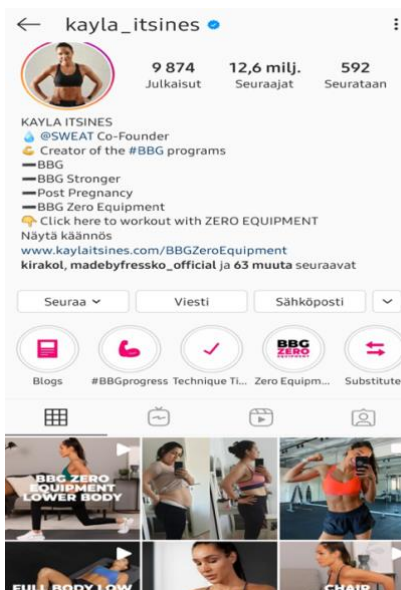 kayla_itsines
9 874 12,6 milj. 592
Julkaisut Seuraajat Seurataan
KAYLA ITSINES
💧 @SWEAT Co-Founder
💪 Creator of the #BBG programs
➖BBG
➖BBG Stronger
➖Post Pregnancy
➖BBG Zero Equipment
👇 Click here to workout with ZERO EQUIPMENT
Näytä käännös
www.kaylaitsines.com/BBGZeroEquipment
kirakol, madebyfressko_official ja 63 muuta seuraavat
Seuraa Viesti Sähköposti
BBG
ZERO
EQUIPMENT
Blogs #BBGprogress Technique Ti... Zero Equipm... Substitute
BBG ZERO
EQUIPMENT
LOWER BODY
FULL BODY LOW
CHAIR